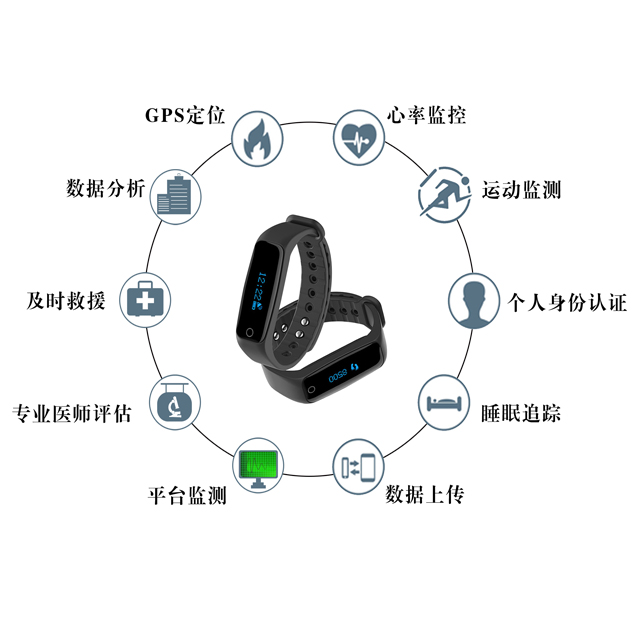 GPS定位
心率监控
数据分析
运动监测
及时救援
个人身份认证
专业医师评估
睡眠追踪
平台监测
数据上传
12:22
8500